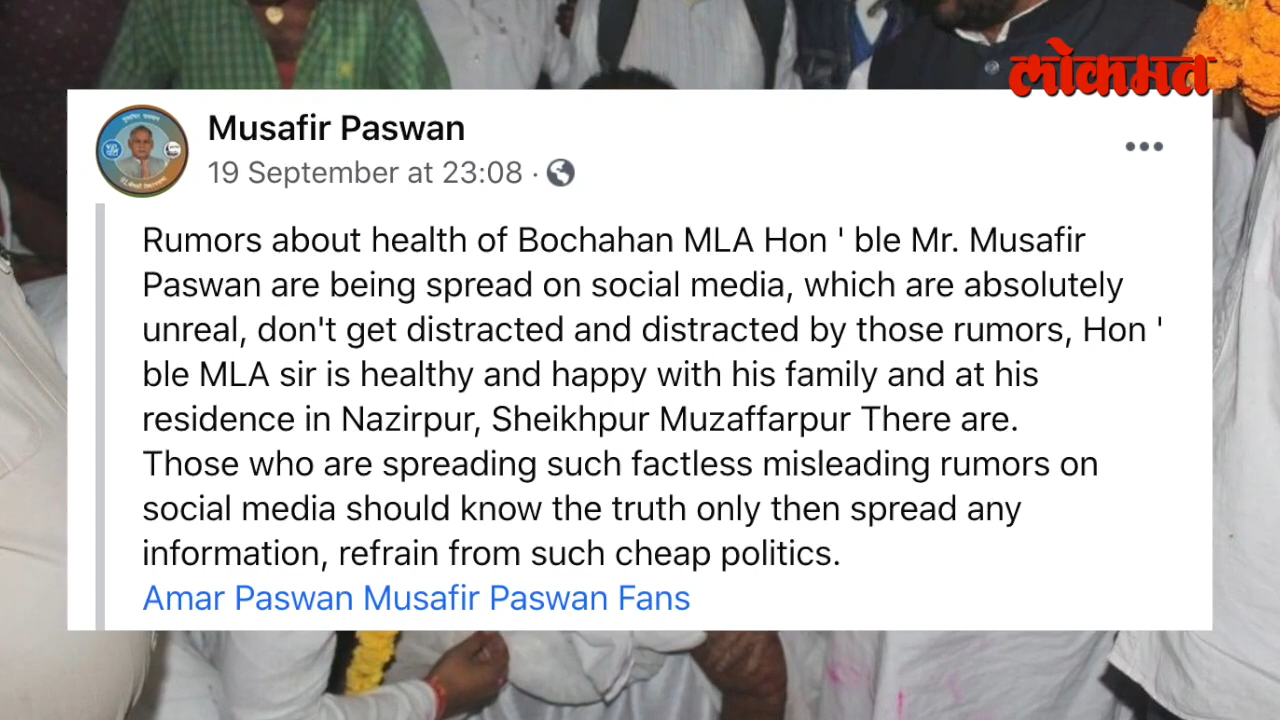 लोकमत
Musafir Paswan
19 September at 23:08 ·
Rumors about health of Bochahan MLA Hon ' ble Mr. Musafir
Paswan are being spread on social media, which are absolutely
unreal, don't get distracted and distracted by those rumors, Hon '
ble MLA sir is healthy and happy with his family and at his
residence in Nazirpur, Sheikhpur Muzaffarpur There are.
Those who are spreading such factless misleading rumors on
social media should know the truth only then spread any
information, refrain from such cheap politics.
Amar Paswan Musafir Paswan Fans